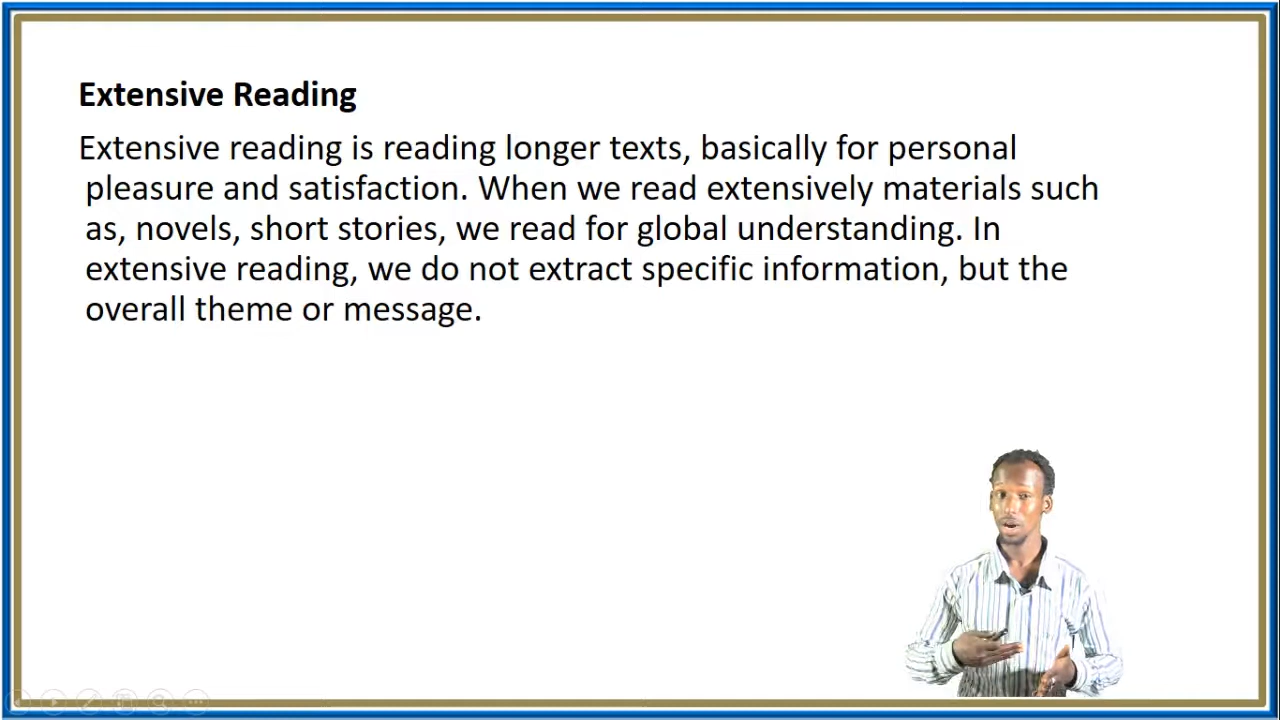 Extensive Reading
Extensive reading is reading longer texts, basically for personal
pleasure and satisfaction. When we read extensively materials such
as, novels, short stories, we read for global understanding. In
extensive reading, we do not extract specific information, but the
overall theme or message.